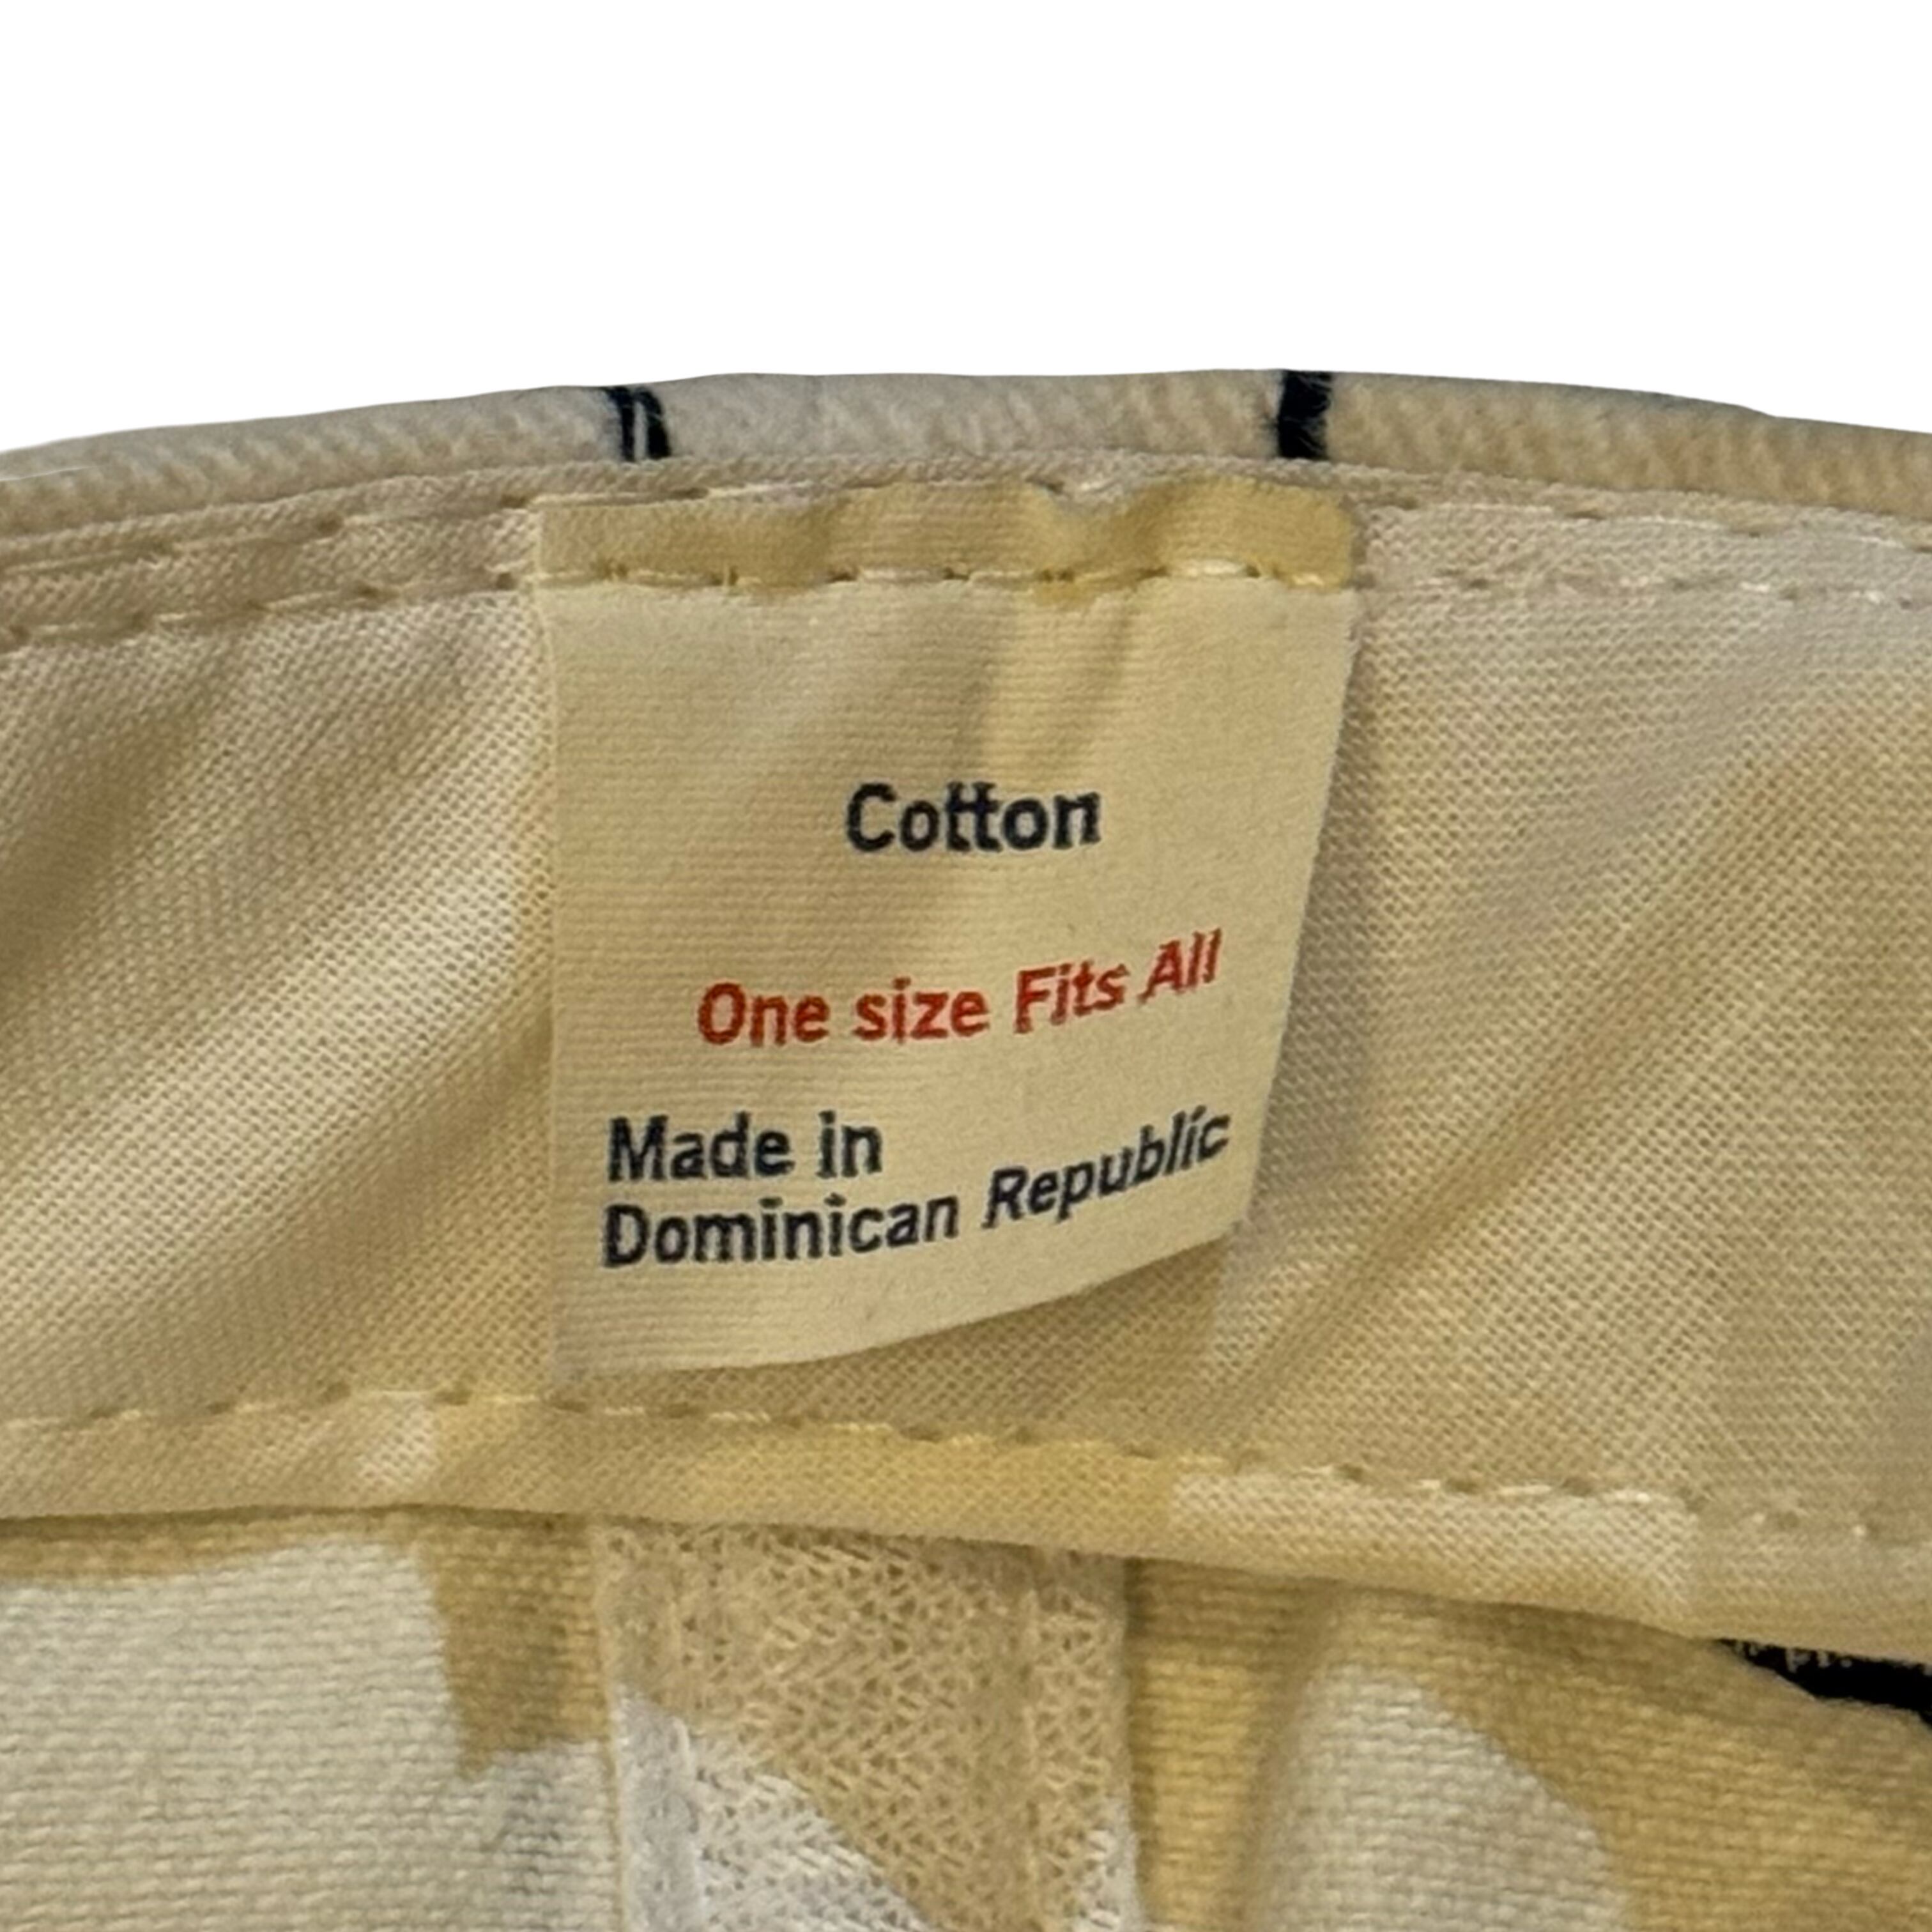 Cotton
One size Fits All
Made in
Dominican Republic